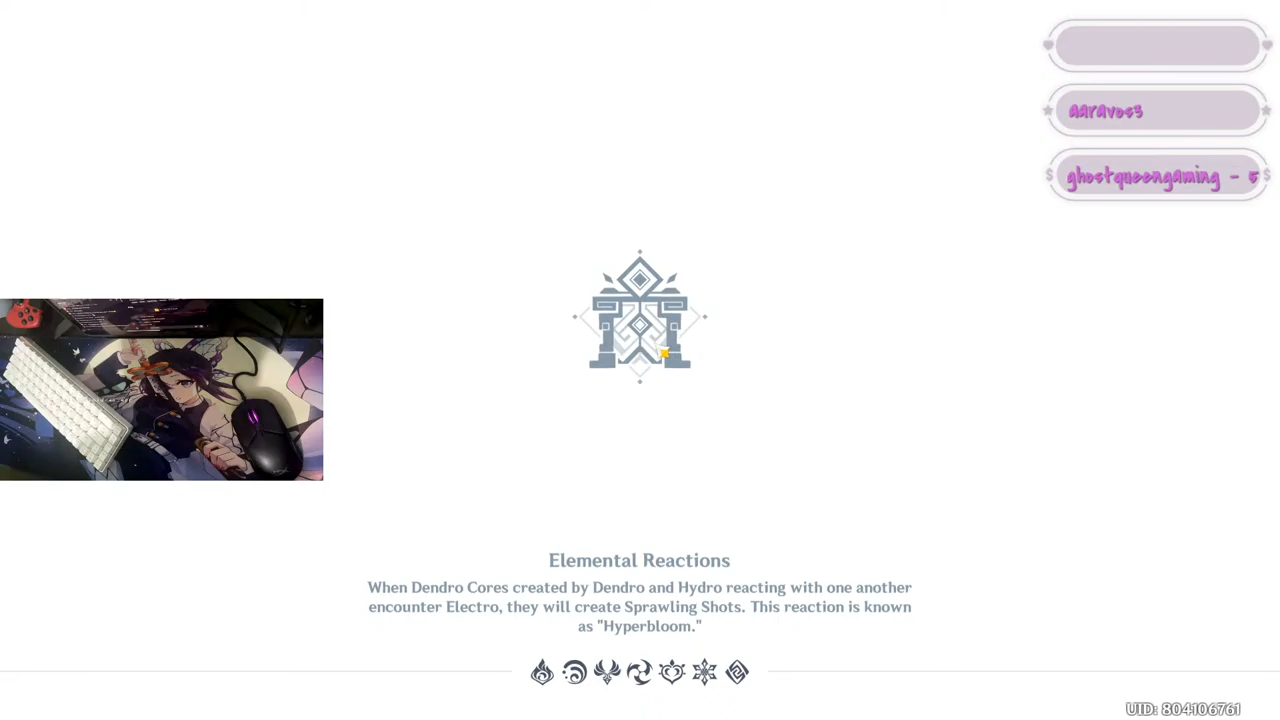 aaravos3
ghostqueengaming - 5
Elemental Reactions
When Dendro Cores created by Dendro and Hydro reacting with one another
encounter Electro, they will create Sprawling Shots. This reaction is known
as "Hyperbloom."
UID: 804106761